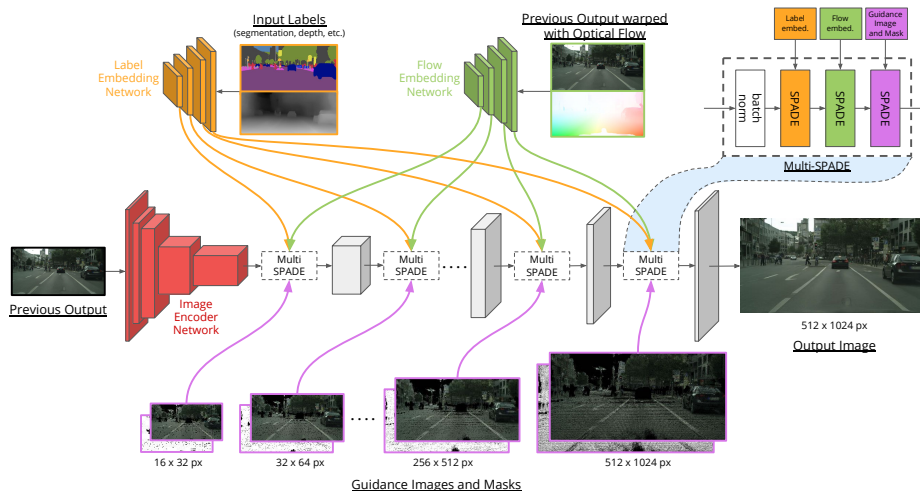 Input Labels
(segmentation, depth, etc.)
Previous Output warped
with Optical Flow
Label
embed.
Flow
embed.
Guidance
Image
and Mask
Label
Embedding
Network
Flow
Embedding
Network
batch
norm
SPADE
SPADE
SPADE
Multi-SPADE
Previous Output
Image
Encoder
Network
Multi
SPADE
Multi
SPADE
Multi
SPADE
Multi
SPADE
512 x 1024 px
Output Image
16 x 32 px
32 x 64 px
256 x 512 px
512 x 1024 px
Guidance Images and Masks